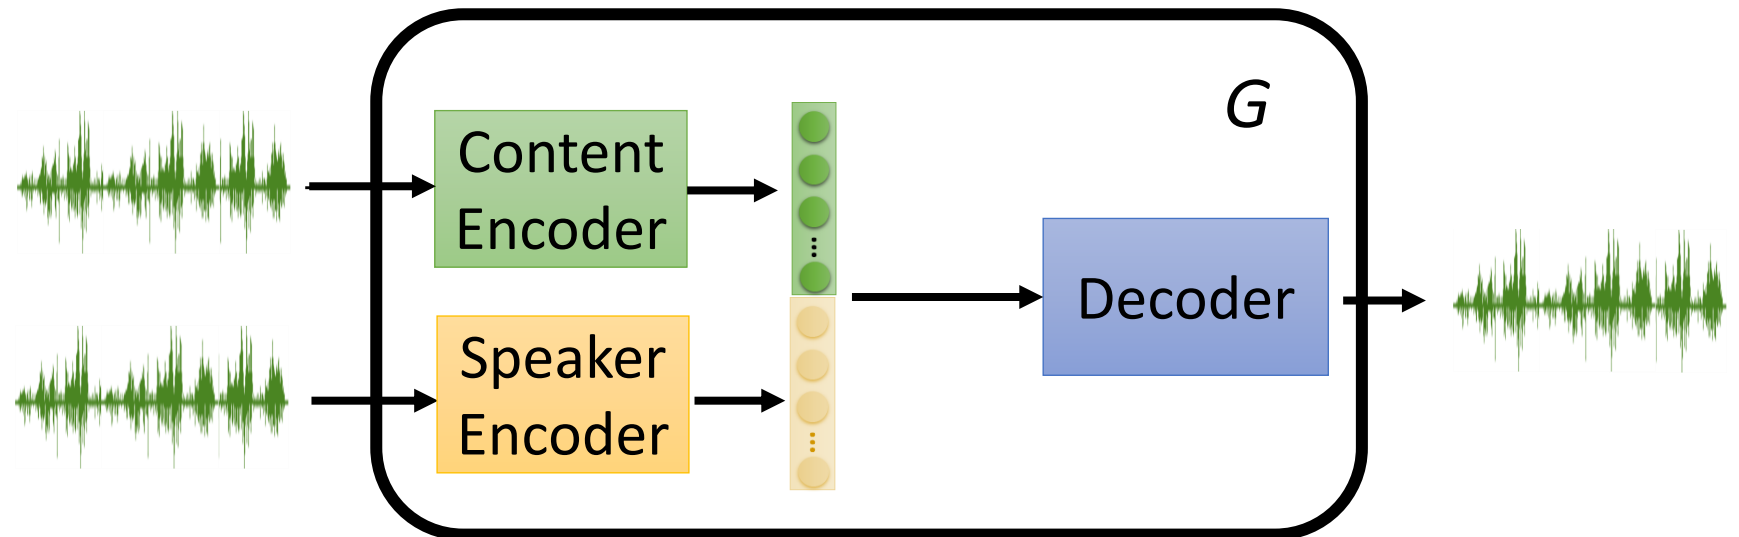 G
Content
Encoder
Speaker
Encoder
Decoder